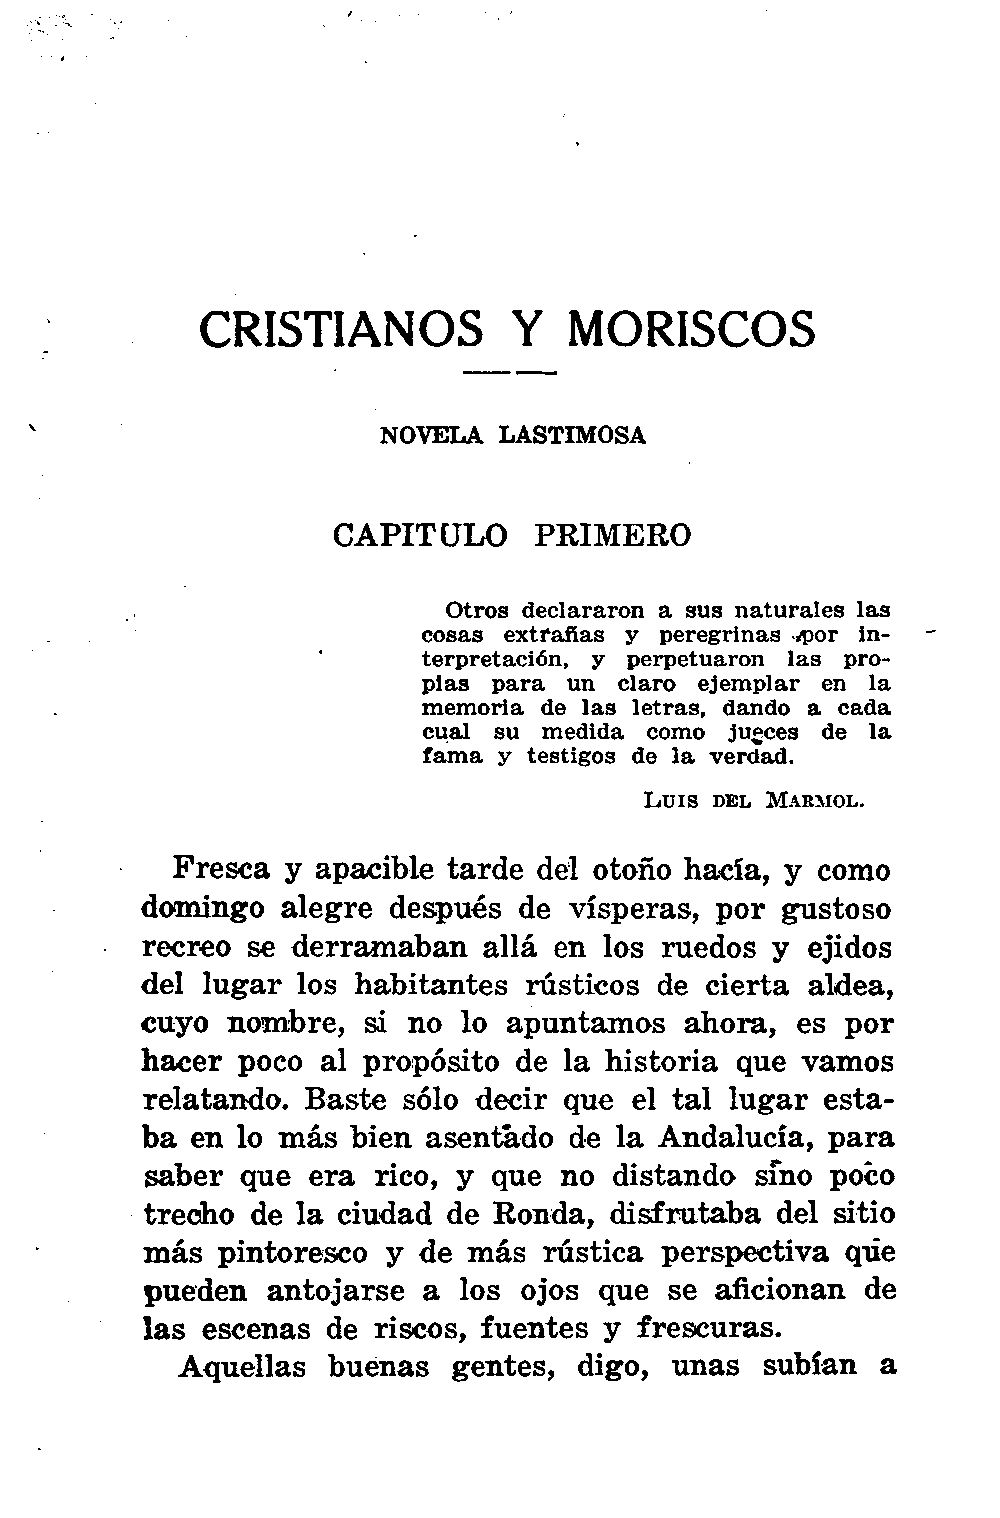 CRISTIANOS Y MORISCOS
NOVELA LASTIMOSA
CAPITULO PRIMERO
Otros declararon a sus naturales las
cosas extrañas y peregrinas por in-
terpretación, y perpetuaron las pro-
pias para un claro ejemplar en la
memoria de las letras, dando a cada
cual su medida como jueces de la
fama y testigos de la verdad.
LUIS DEL MARMOL.
Fresca y apacible tarde del otoño hacía, y como
domingo alegre después de vísperas, por gustoso
recreo se derramaban allá en los ruedos y ejidos
del lugar los habitantes rústicos de cierta aldea,
cuyo nombre, si no lo apuntamos ahora, es por
hacer poco al propósito de la historia que vamos
relatando. Baste sólo decir que el tal lugar esta-
ba en lo más bien asentado de la Andalucía, para
saber que era rico, y que no distando sino poco
trecho de la ciudad de Ronda, disfrutaba del sitio
más pintoresco y de más rústica perspectiva que
pueden antojarse a los ojos que se aficionan de
las escenas de riscos, fuentes y frescuras.
Aquellas buenas gentes, digo, unas subían a